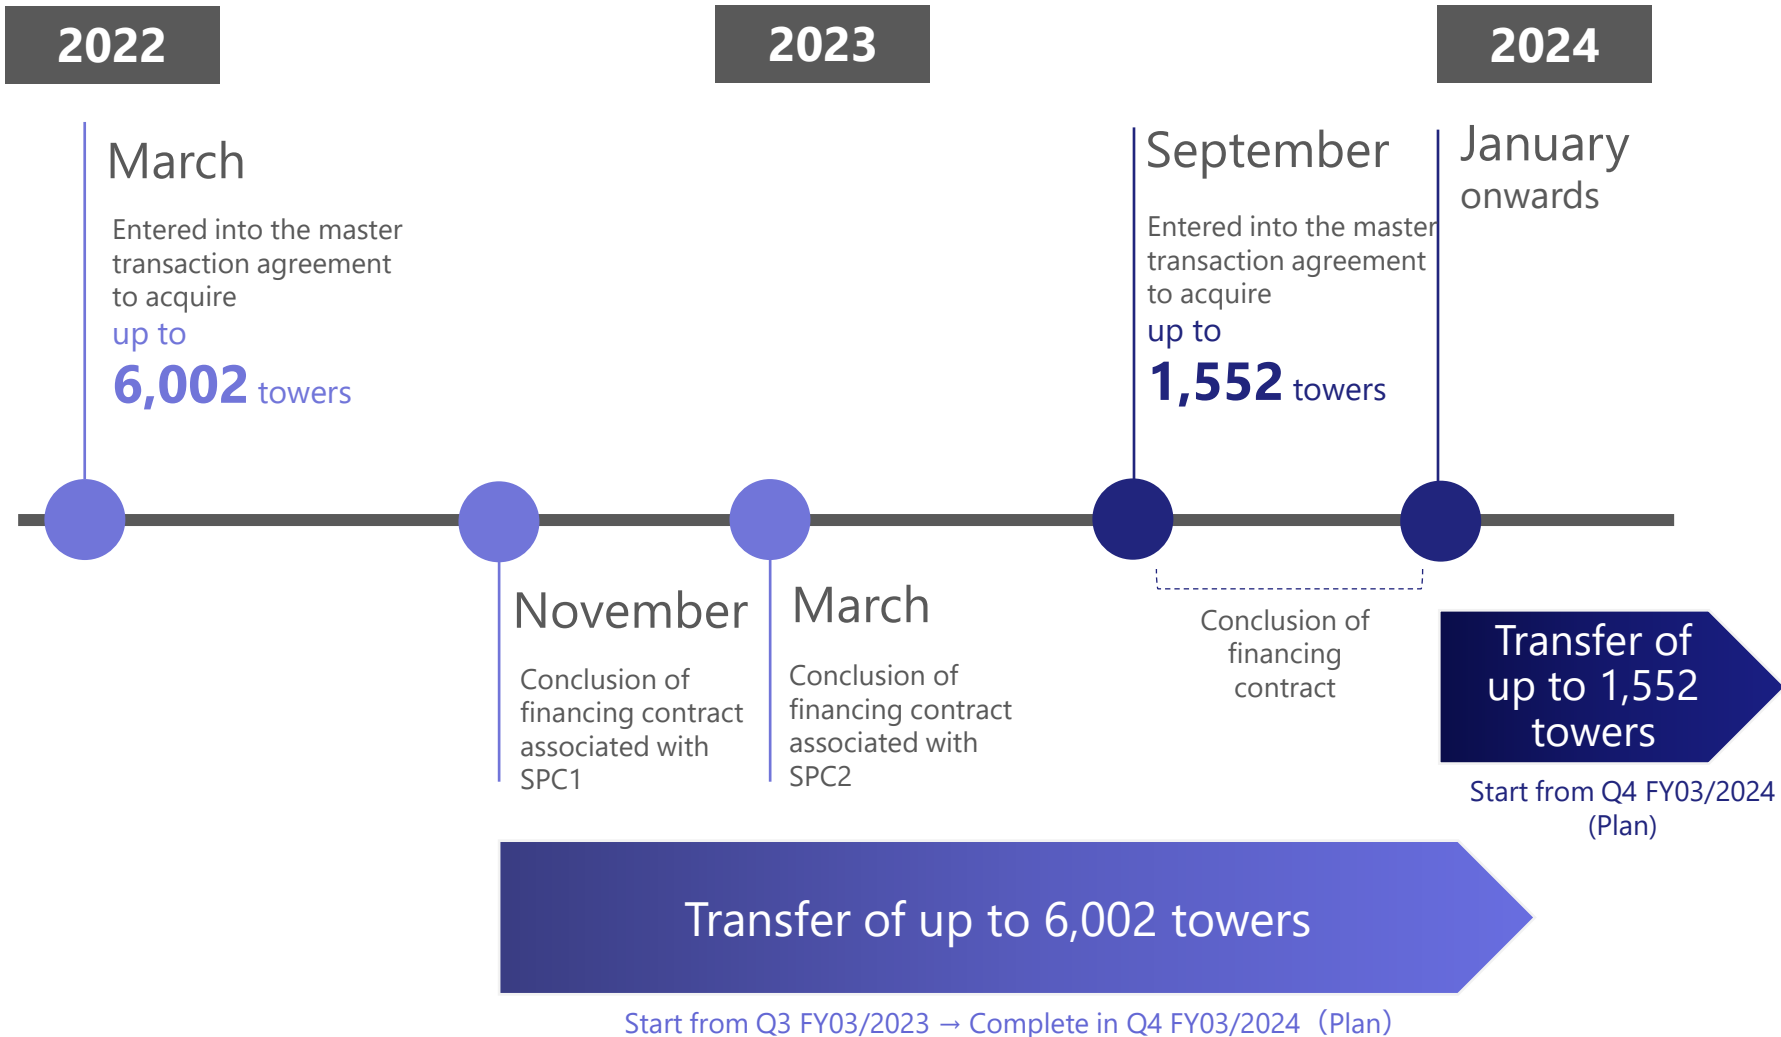 2022
2023
2024
March
Entered into the master
transaction agreement
to acquire
up to
6,002 towers
September
Entered into the master
transaction agreement
to acquire
up to
1,552 towers
January
onwards
November
Conclusion of
financing contract
associated with
SPC1
March
Conclusion of
financing contract
associated with
SPC2
Conclusion of
financing
contract
Transfer of
up to 1,552
towers
Start from Q4 FY03/2024
(Plan)
Transfer of up to 6,002 towers
Start from Q3 FY03/2023 → Complete in Q4 FY03/2024（Plan）